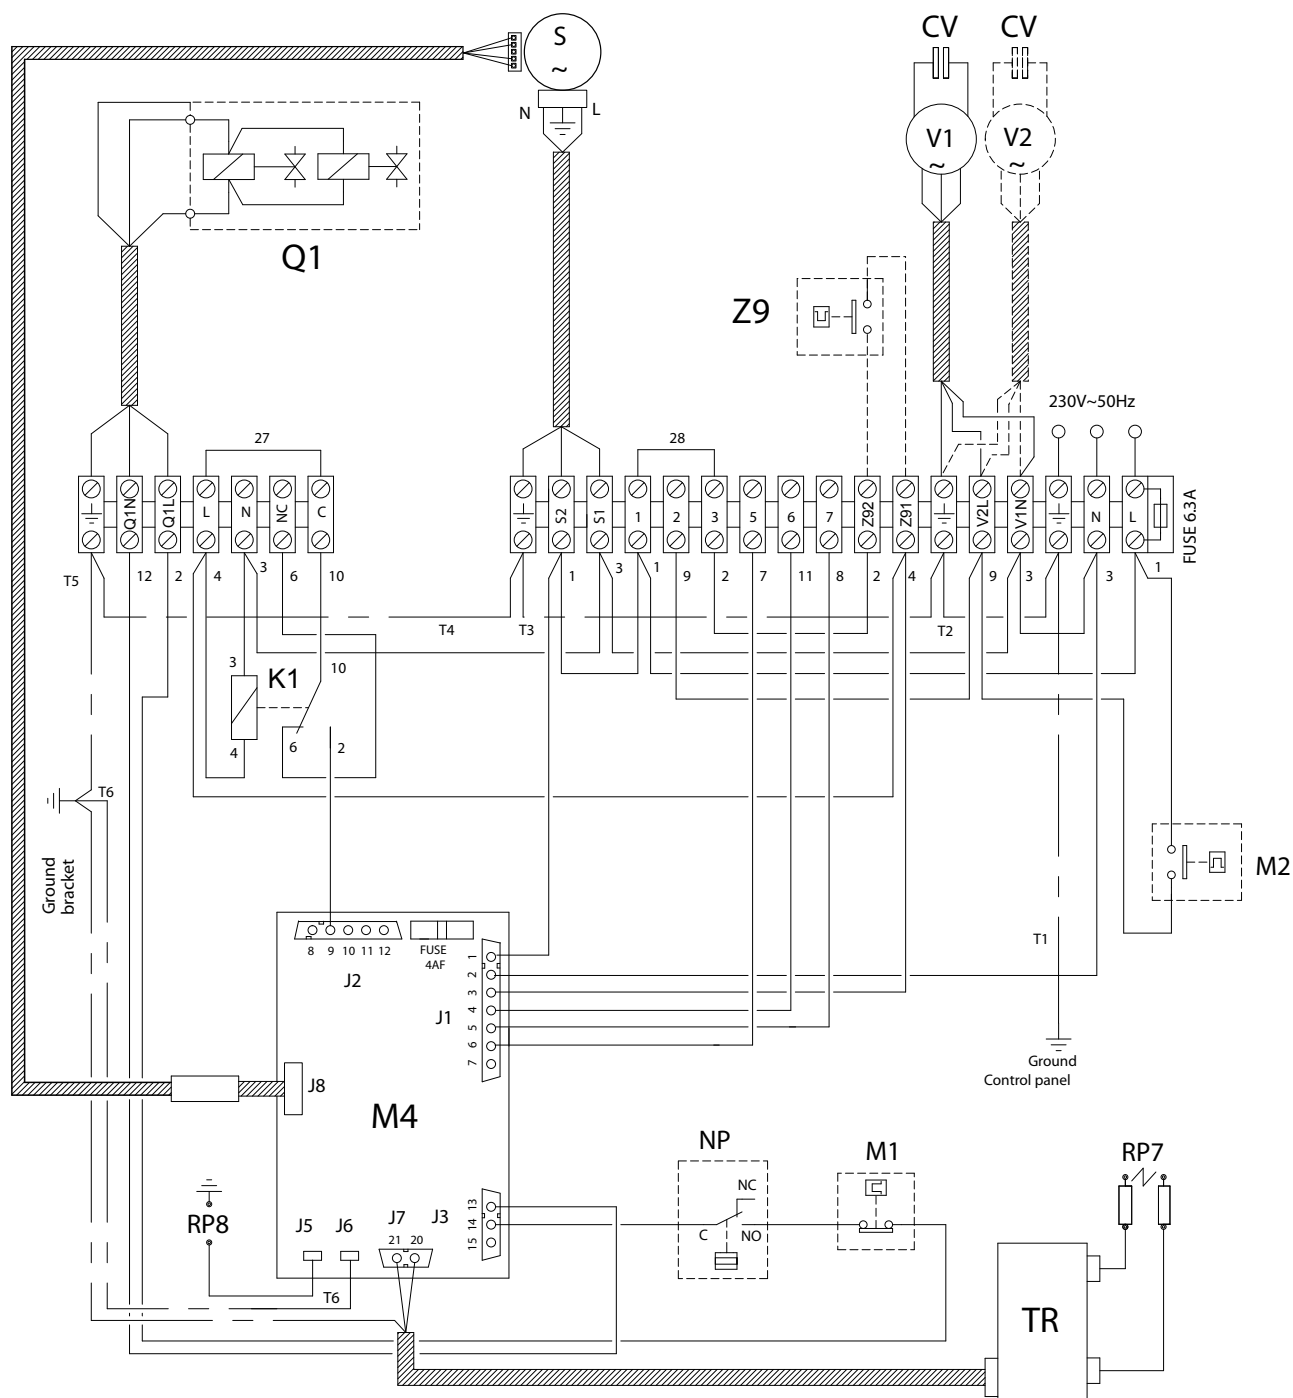 CV CV
S
~
N L
V1
~
V2
~
Q1
Z9
230V~50Hz
27
28
Q1N Q1L L N NC C
S2 S1 1 2 3 5 6 7 Z92 Z91 V2L V1N N L
FUSE 6.3A
T5 12 2 4 3 6 10
1 3 1 9 2 7 11 8 2 4 9 3 3 1
T4 T3 T2
3 K1 10
4 6 2
T6
Ground
bracket
M2
T1
8 9 10 11 12
FUSE
4AF
J2
J1
1
2
3
4
5
6
7
Ground
Control panel
J8
M4
NP M1 RP7
NC
C NO
RP8
J5 J6 J7 J3
13
14
15
21 20
T6
TR